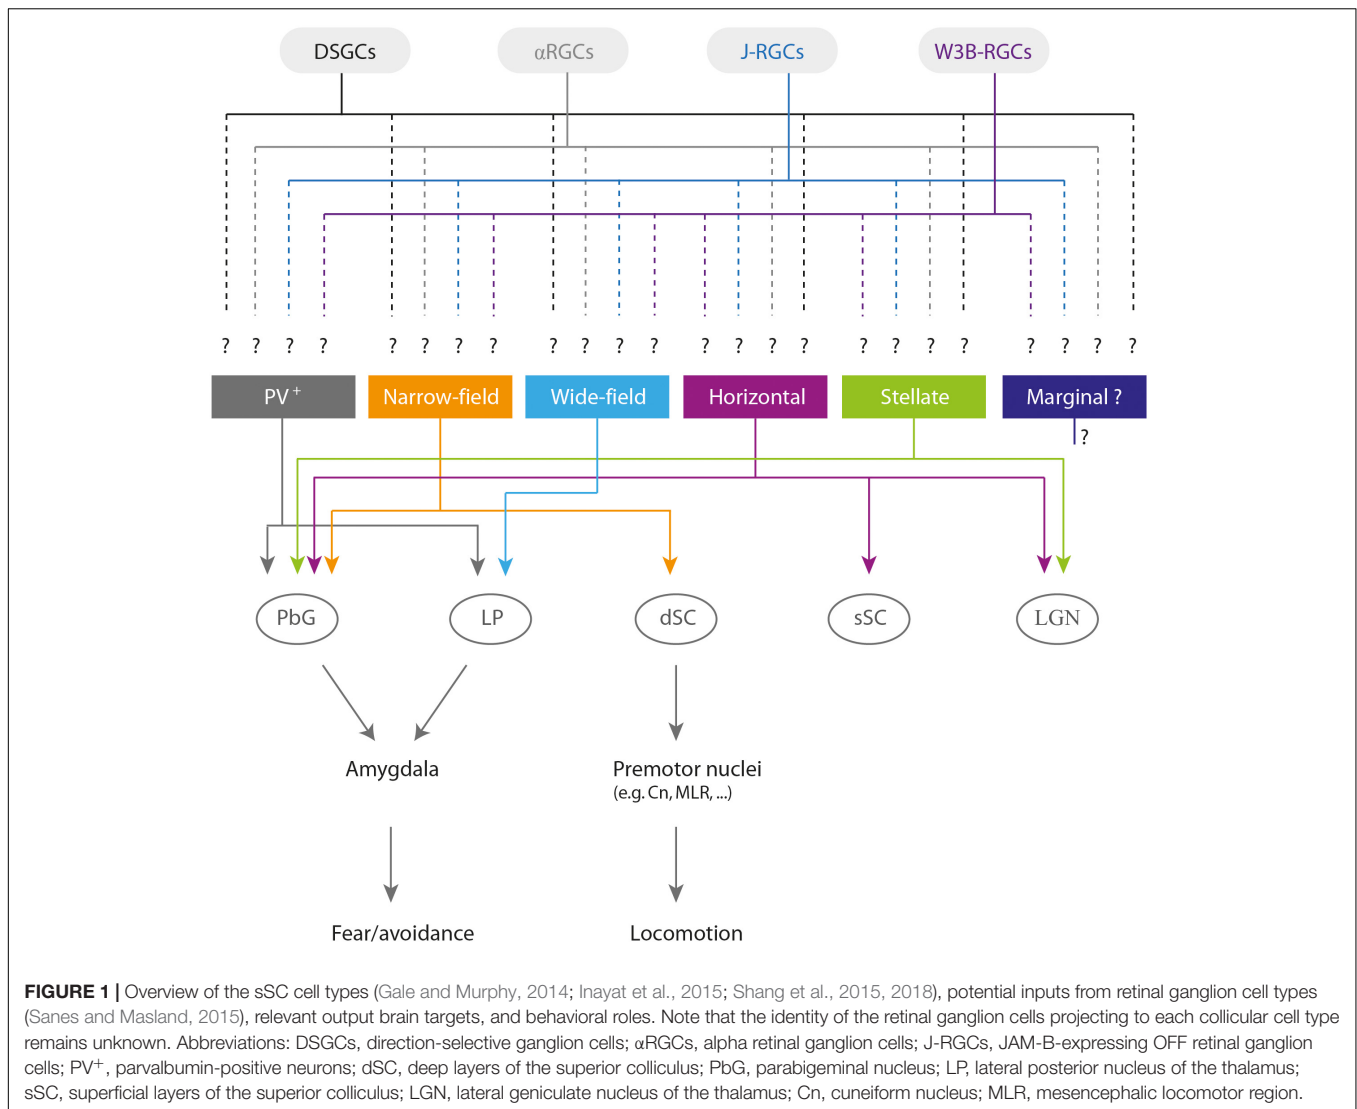 DSGCs αRGCs J-RGCs W3B-RGCs
? ? ? ? ? ? ? ? ? ? ? ? ? ? ? ? ? ? ? ? ? ? ? ?
PV+ Narrow-field Wide-field Horizontal Stellate Marginal ?
?
PbG LP dSC sSC LGN
Amygdala Premotor nuclei
(e.g. Cn, MLR, ...)
Fear/avoidance Locomotion
FIGURE 1 | Overview of the sSC cell types (Gale and Murphy, 2014; Inayat et al., 2015; Shang et al., 2015, 2018), potential inputs from retinal ganglion cell types
(Sanes and Masland, 2015), relevant output brain targets, and behavioral roles. Note that the identity of the retinal ganglion cells projecting to each collicular cell type
remains unknown. Abbreviations: DSGCs, direction-selective ganglion cells; αRGCs, alpha retinal ganglion cells; J-RGCs, JAM-B-expressing OFF retinal ganglion
cells; PV+, parvalbumin-positive neurons; dSC, deep layers of the superior colliculus; PbG, parabigeminal nucleus; LP, lateral posterior nucleus of the thalamus;
sSC, superficial layers of the superior colliculus; LGN, lateral geniculate nucleus of the thalamus; Cn, cuneiform nucleus; MLR, mesencephalic locomotor region.